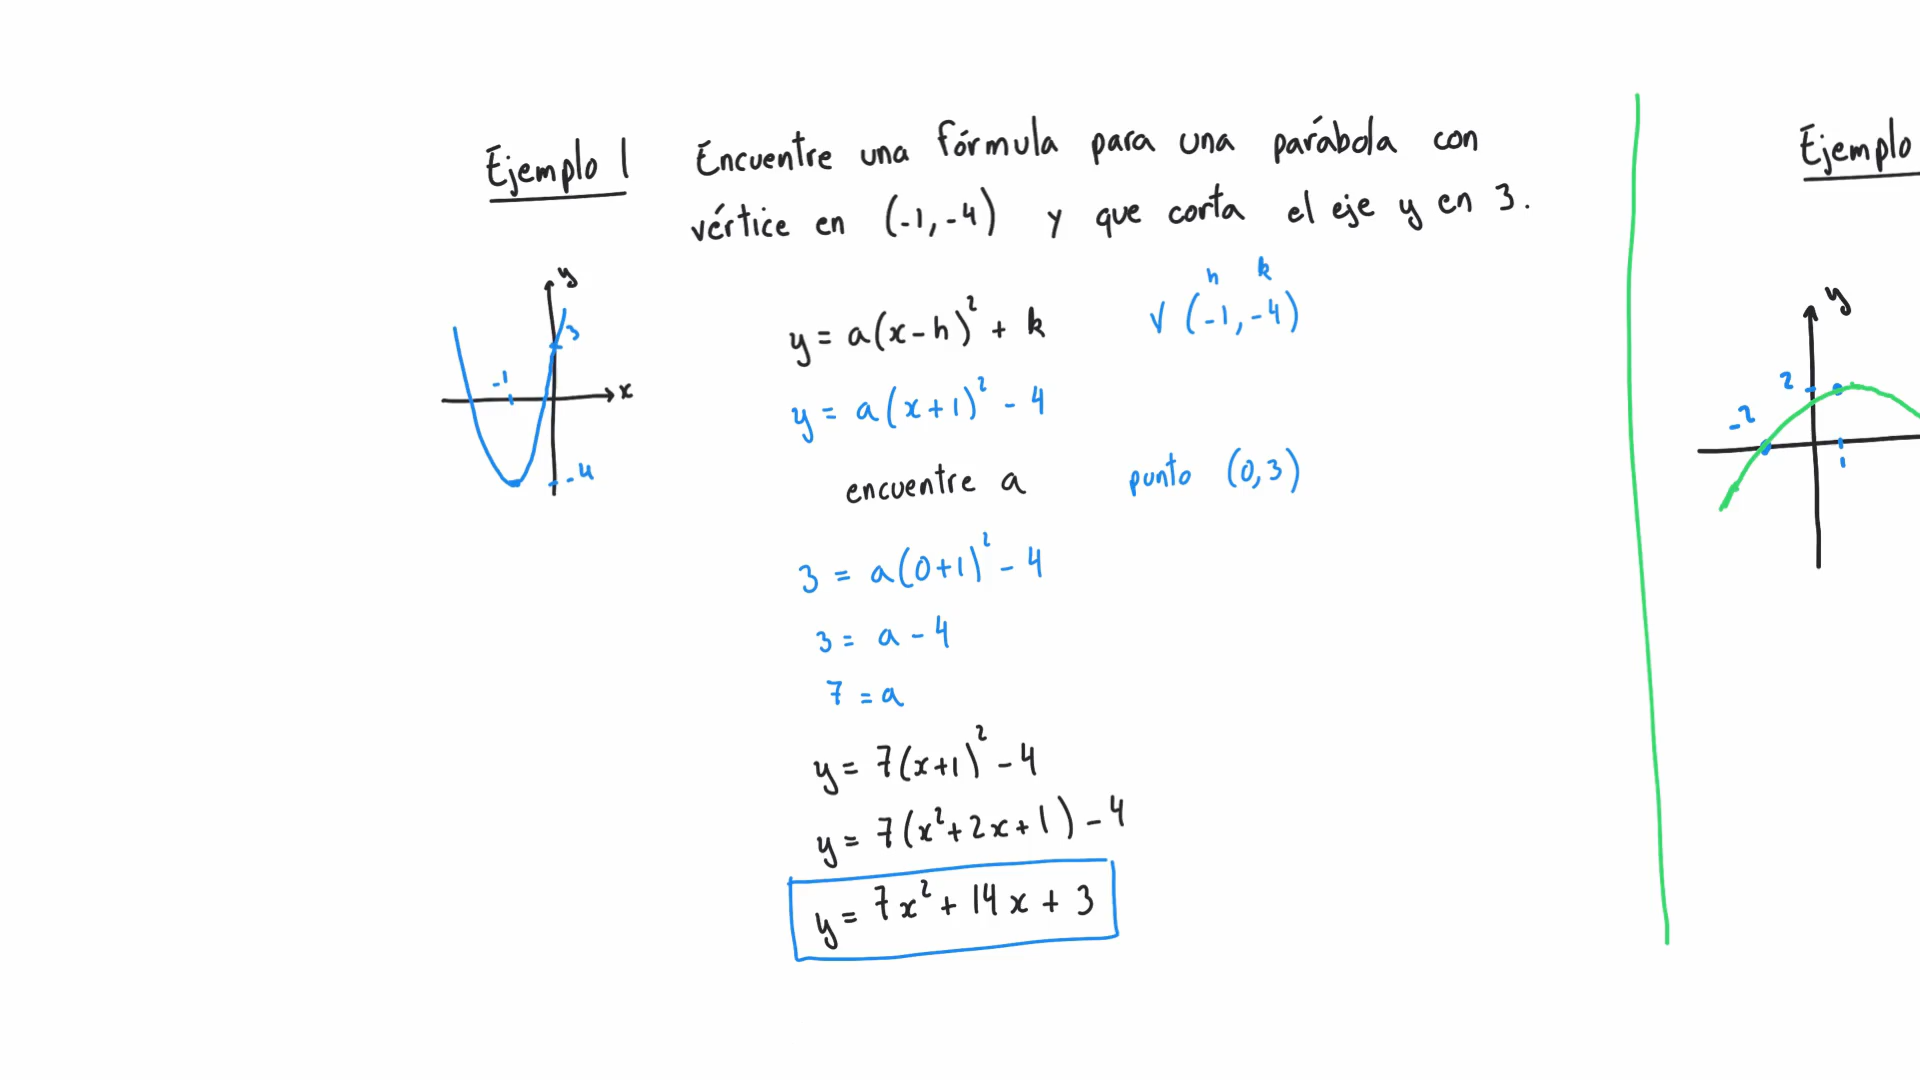 Ejemplo 1 Encuentre una fórmula para una parábola con
vértice en (-1,-4) y que corta el eje y en 3.
y
3
-1
x
-4
h k
y = a(x-h)² + k V (-1,-4)
y = a(x+1)² - 4
encuentre a punto (0,3)
3 = a(0+1)² - 4
3 = a - 4
7 = a
y = 7(x+1)² - 4
y = 7(x²+2x+1) - 4
y = 7x² + 14x + 3
Ejemplo
y
2
-2
1